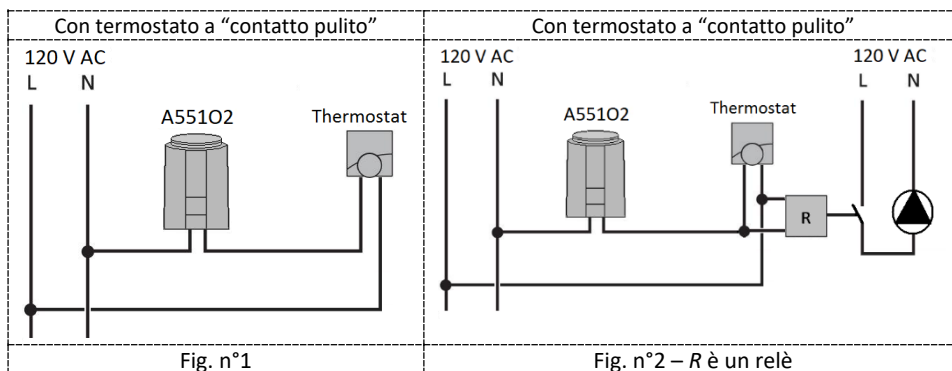 Con termostato a “contatto pulito”
120 V AC
L N
A551O2
Thermostat
Fig. n°1
Con termostato a “contatto pulito”
120 V AC
L N
A551O2
Thermostat
R
120 V AC
L N
Fig. n°2 – R è un relè